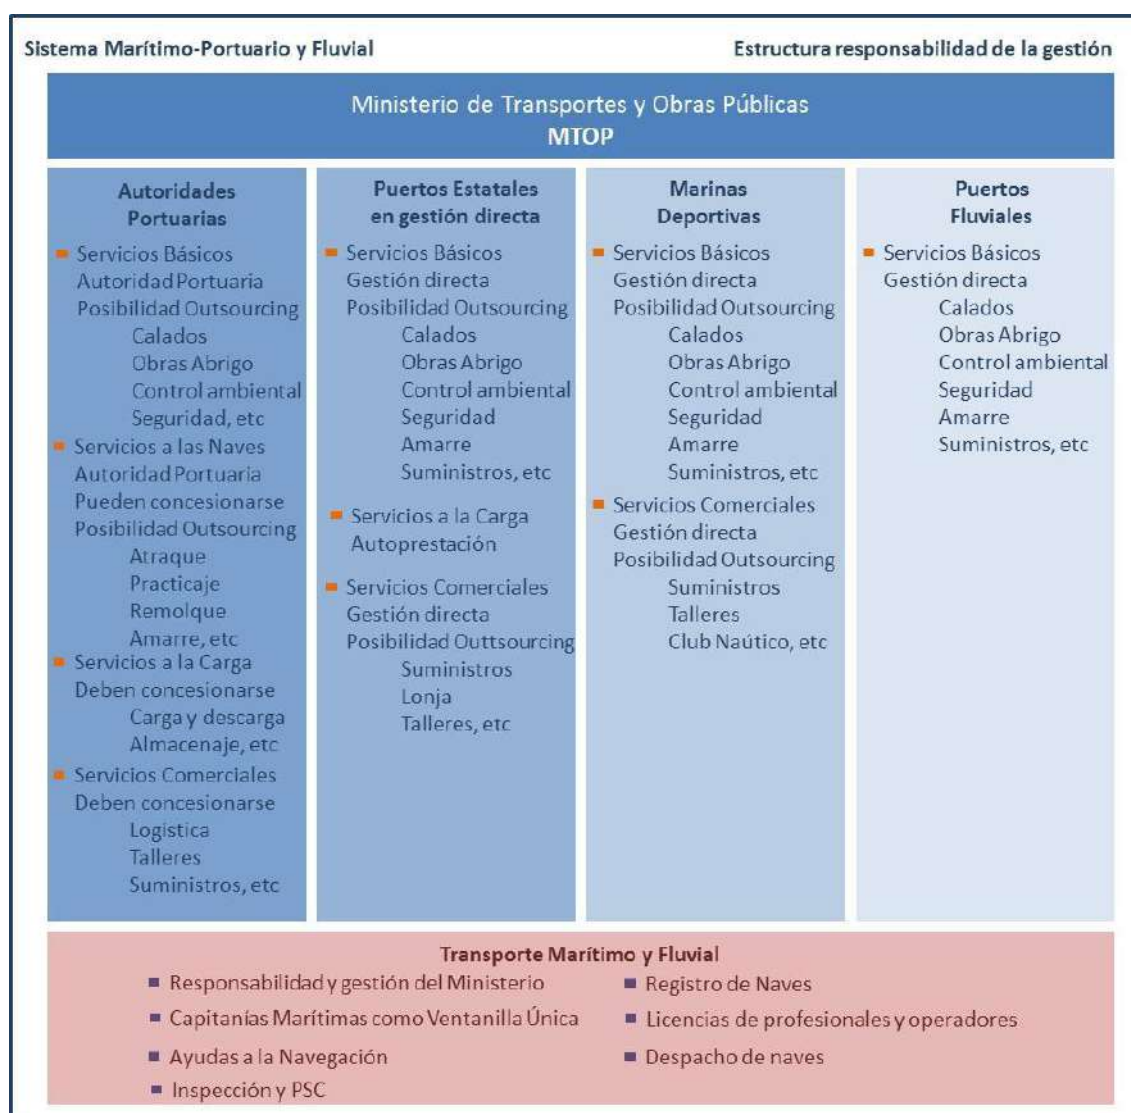 Sistema Marítimo-Portuario y Fluvial
Estructura responsabilidad de la gestión
Ministerio de Transportes y Obras Públicas
MTOP
Autoridades
Portuarias
Servicios Básicos
Autoridad Portuaria
Posibilidad Outsourcing
Calados
Obras Abrigo
Control ambiental
Seguridad, etc
Servicios a las Naves
Autoridad Portuaria
Pueden concesionarse
Posibilidad Outsourcing
Atraque
Practicaje
Remolque
Amarre, etc
Servicios a la Carga
Deben concesionarse
Carga y descarga
Almacenaje, etc
Servicios Comerciales
Deben concesionarse
Logística
Talleres
Suministros, etc
Puertos Estatales
en gestión directa
Servicios Básicos
Gestión directa
Posibilidad Outsourcing
Calados
Obras Abrigo
Control ambiental
Seguridad
Amarre
Suministros, etc
Servicios a la Carga
Autoprestación
Servicios Comerciales
Gestión directa
Posibilidad Outtsourcing
Suministros
Lonja
Talleres, etc
Marinas
Deportivas
Servicios Básicos
Gestión directa
Posibilidad Outsourcing
Calados
Obras Abrigo
Control ambiental
Seguridad
Amarre
Suministros, etc
Servicios Comerciales
Gestión directa
Posibilidad Outsourcing
Suministros
Talleres
Club Naútico, etc
Puertos
Fluviales
Servicios Básicos
Gestión directa
Calados
Obras Abrigo
Control ambiental
Seguridad
Amarre
Suministros, etc
Transporte Marítimo y Fluvial
Responsabilidad y gestión del Ministerio
Capitanías Marítimas como Ventanilla Única
Ayudas a la Navegación
Inspección y PSC
Registro de Naves
Licencias de profesionales y operadores
Despacho de naves